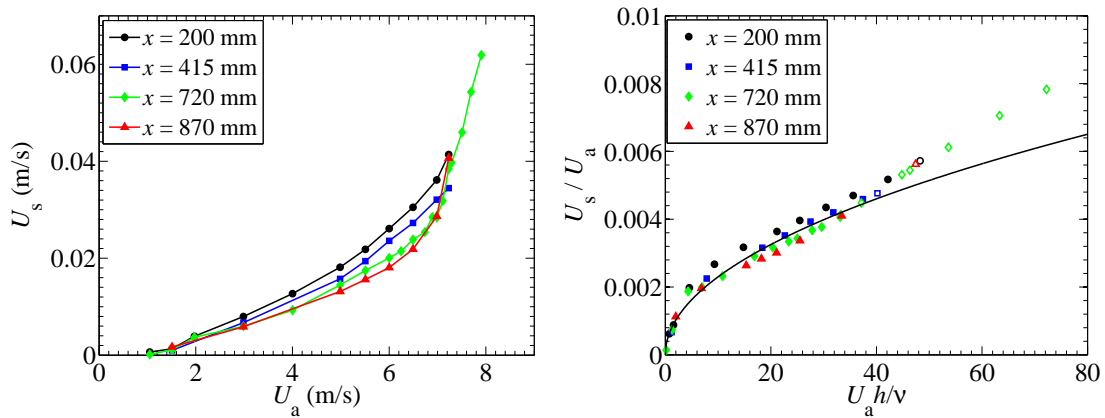 U_s (m/s)
0.06
0.04
0.02
0
x = 200 mm
x = 415 mm
x = 720 mm
x = 870 mm
0 2 4 6 8
U_a (m/s)
U_s / U_a
0.01
0.008
0.006
0.004
0.002
0
x = 200 mm
x = 415 mm
x = 720 mm
x = 870 mm
0 20 40 60 80
U_a h/ν